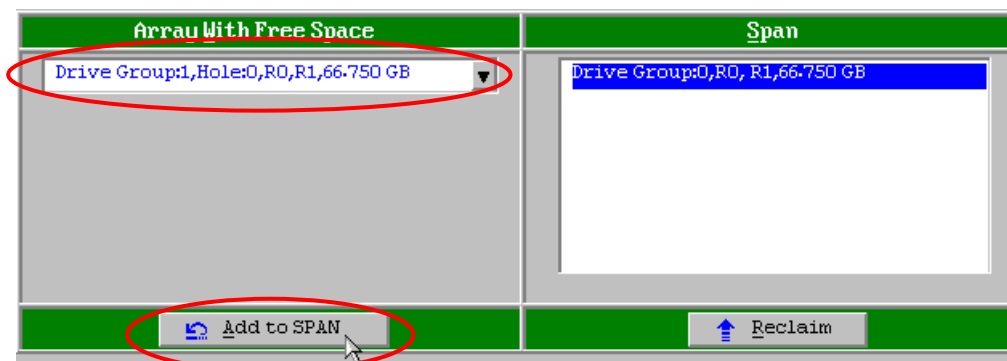 Array With Free Space
Span
Drive Group:1,Hole:0,R0,R1,66.750 GB
Drive Group:0,R0, R1,66.750 GB
Add to SPAN
Reclaim